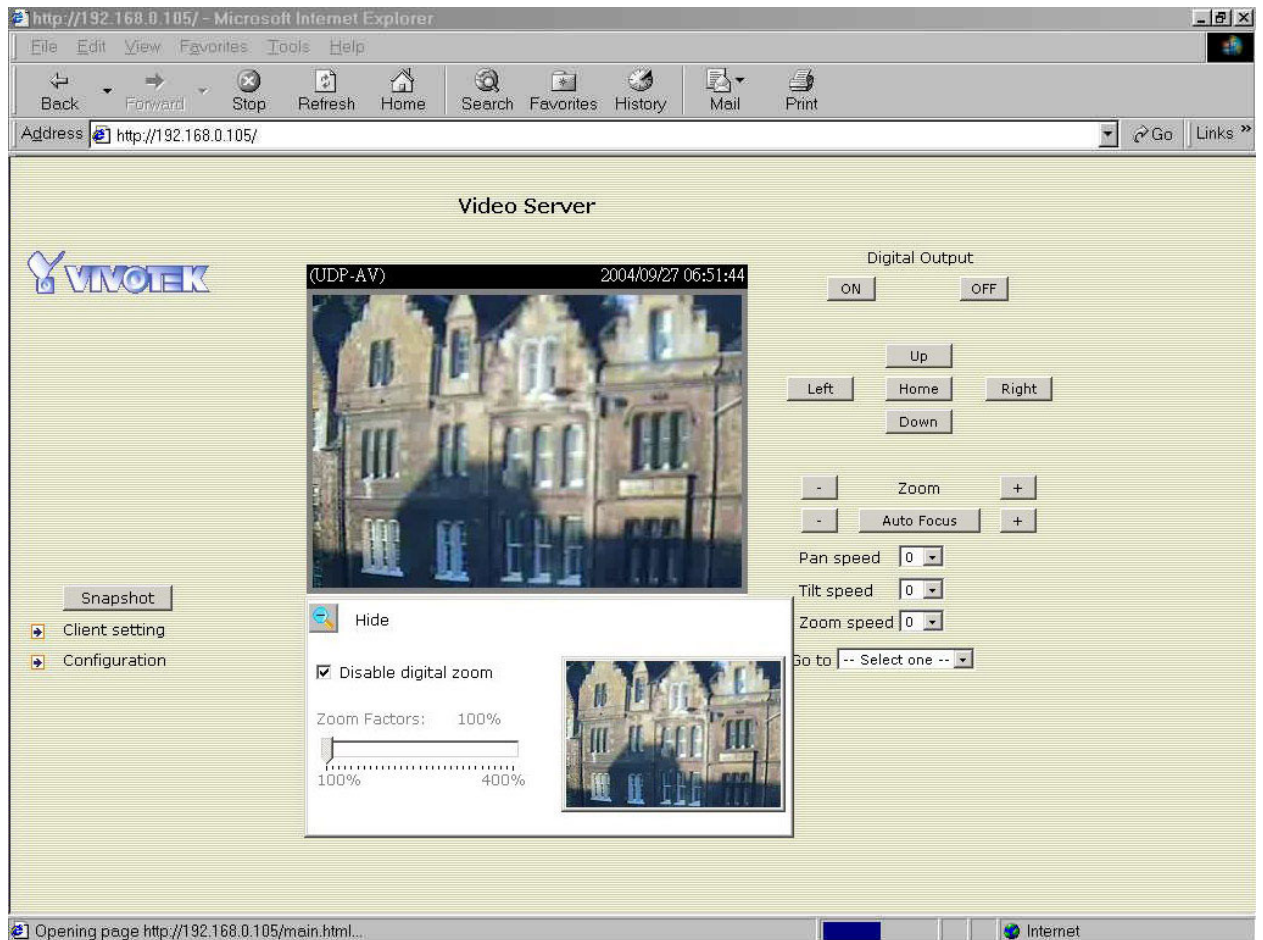 http://192.168.0.105/ - Microsoft Internet Explorer
File Edit View Favorites Tools Help
Back Forward Stop Refresh Home Search Favorites History Mail Print
Address http://192.168.0.105/ Go Links »
Video Server
VIVOTEK
(UDP-AV) 2004/09/27 06:51:44
Digital Output
ON OFF
Up
Left Home Right
Down
- Zoom +
- Auto Focus +
Pan speed 0
Tilt speed 0
Zoom speed 0
Go to -- Select one --
Snapshot
Client setting
Configuration
Hide
Disable digital zoom
Zoom Factors: 100%
100% 400%
Opening page http://192.168.0.105/main.html... Internet